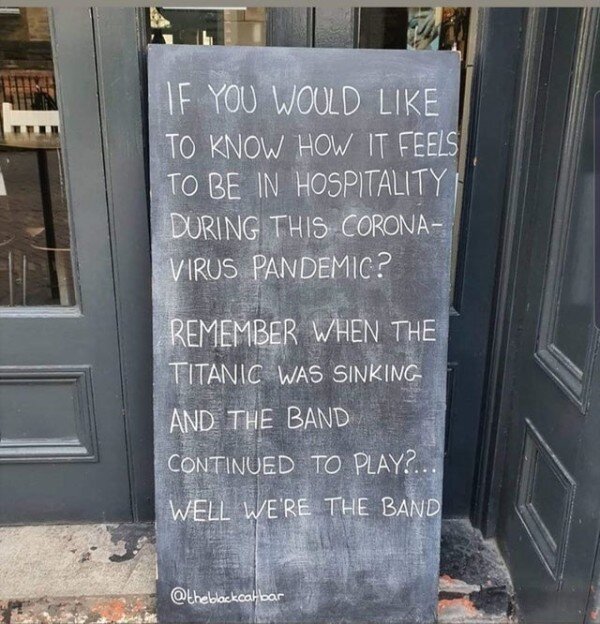 IF YOU WOULD LIKE
TO KNOW HOW IT FEELS
TO BE IN HOSPITALITY
DURING THIS CORONA-
VIRUS PANDEMIC?
REMEMBER WHEN THE
TITANIC WAS SINKING
AND THE BAND
CONTINUED TO PLAY?...
WELL WE'RE THE BAND
@theblackcatbar